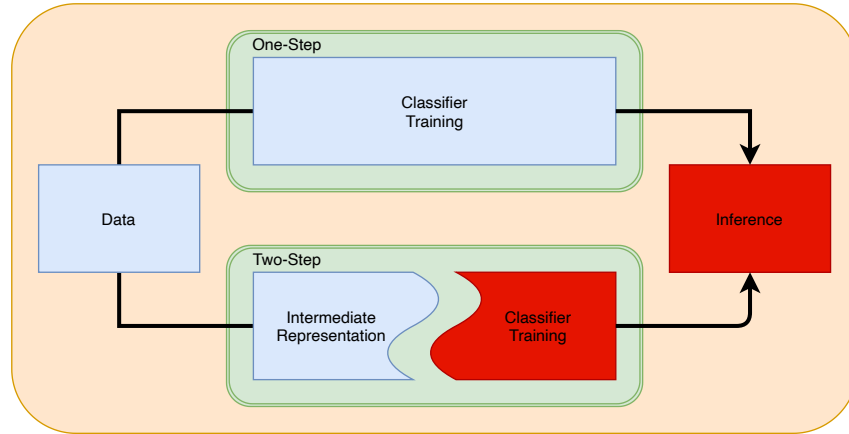 One-Step
Classifier
Training
Data
Inference
Two-Step
Intermediate
Representation
Classifier
Training